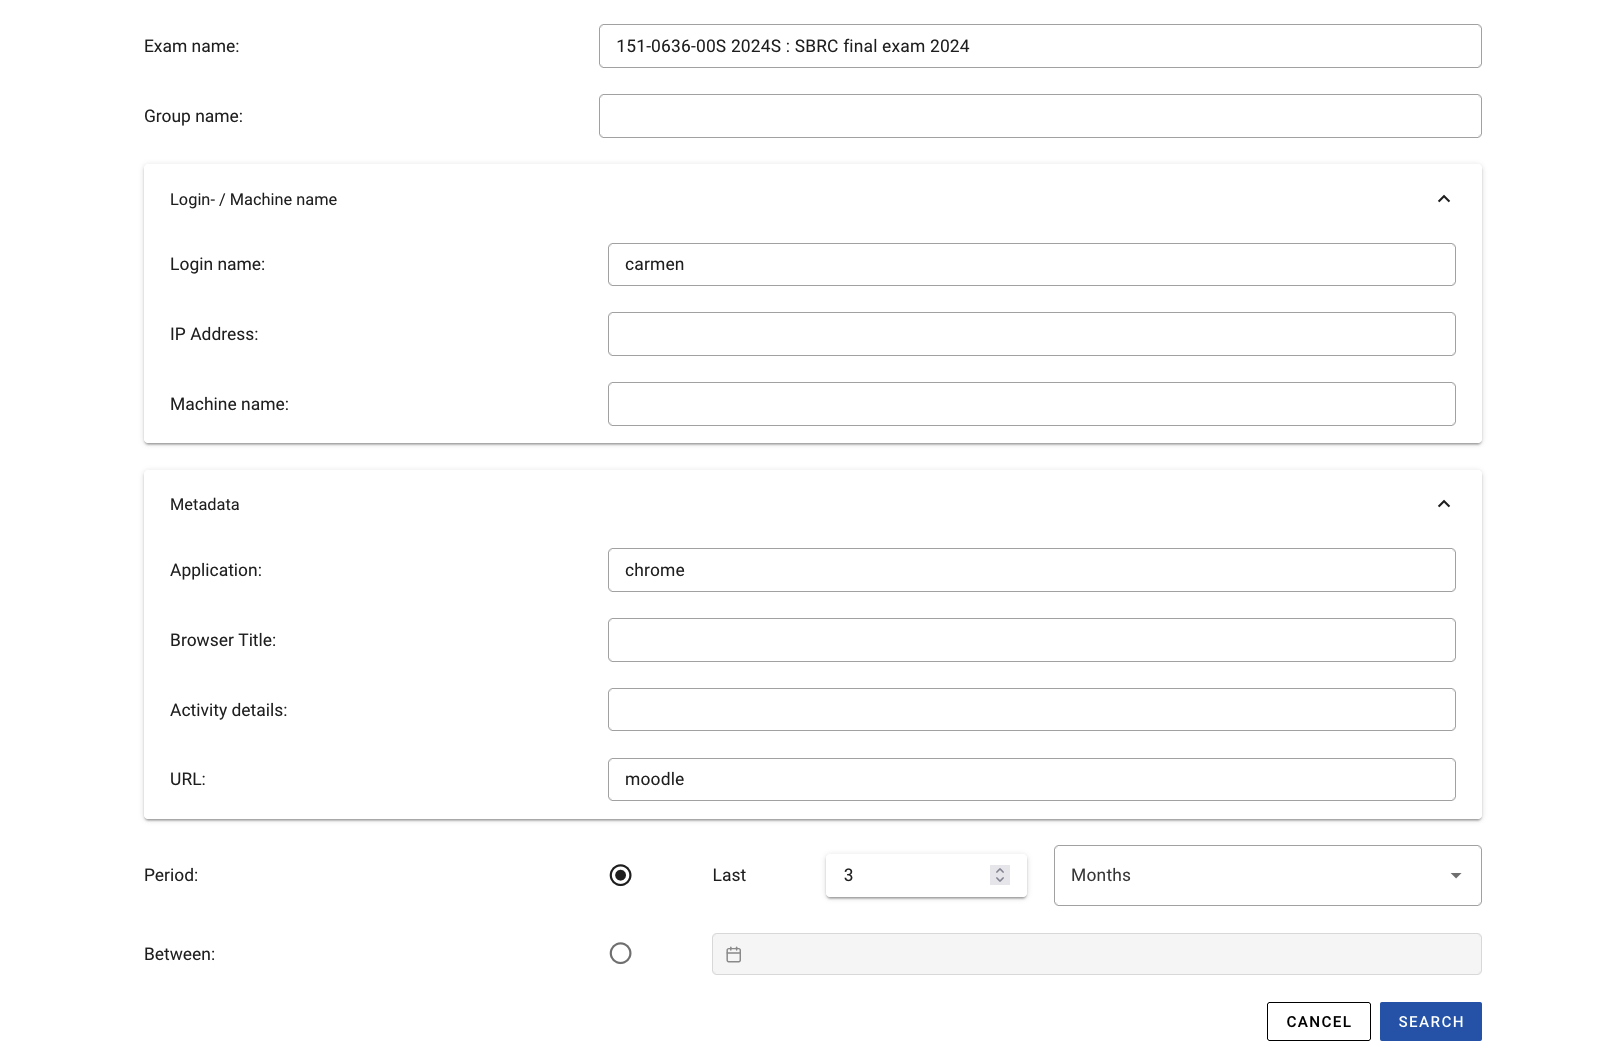 Exam name:
151-0636-00S 2024S : SBRC final exam 2024
Group name:
Login- / Machine name
Login name:
carmen
IP Address:
Machine name:
Metadata
Application:
chrome
Browser Title:
Activity details:
URL:
moodle
Period:
Last
3
Months
Between:
CANCEL
SEARCH